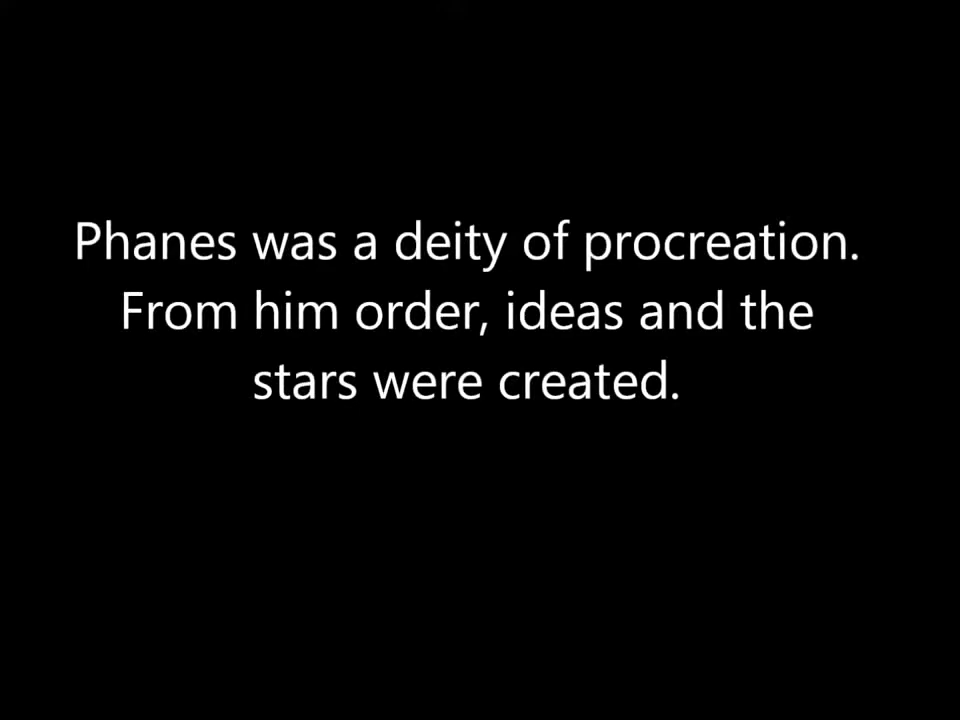 Phanes was a deity of procreation.
From him order, ideas and the
stars were created.